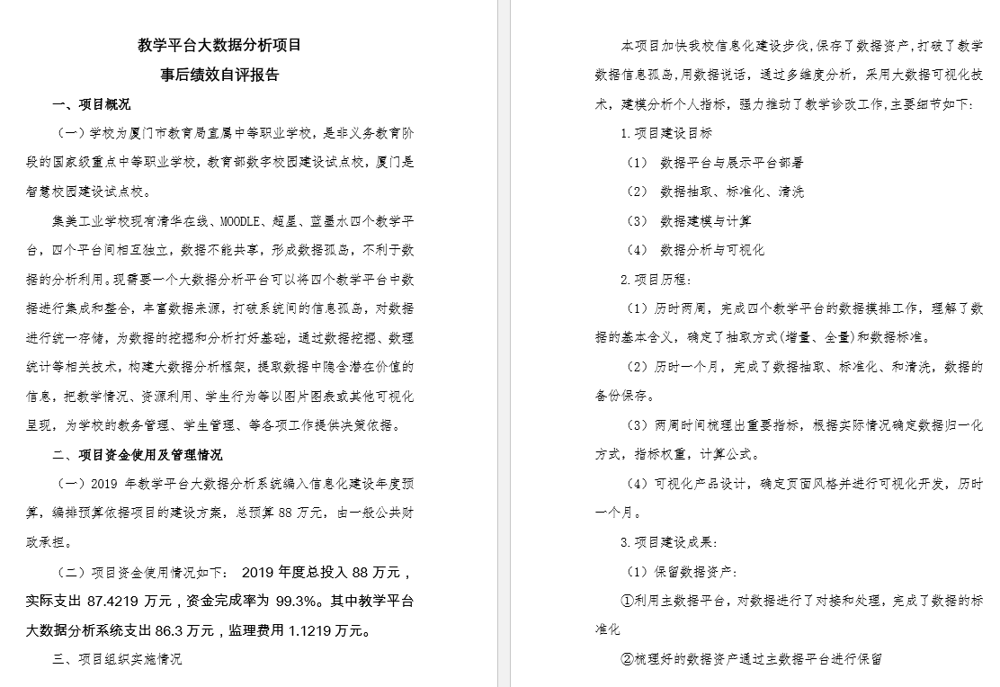 教学平台大数据分析项目
事后绩效自评报告
一、项目概况
（一）学校为厦门市教育局直属中等职业学校，是非义务教育阶
段的国家级重点中等职业学校，教育部数字校园建设试点校，厦门是
智慧校园建设试点校。
集美工业学校现有清华在线、MOODLE、超星、蓝墨水四个教学平
台，四个平台间相互独立，数据不能共享，形成数据孤岛，不利于数
据的分析利用。现需要一个大数据分析平台可以将四个教学平台中数
据进行集成和整合，丰富数据来源，打破系统间的信息孤岛，对数据
进行统一存储，为数据的挖掘和分析打好基础，通过数据挖掘、数理
统计等相关技术，构建大数据分析框架，提取数据中隐含潜在价值的
信息，把教学情况、资源利用、学生行为等以图片图表或其他可视化
呈现，为学校的教务管理、学生管理、等各项工作提供决策依据。
二、项目资金使用及管理情况
（一）2019 年教学平台大数据分析系统编入信息化建设年度预
算，编排预算依据项目的建设方案，总预算 88 万元，由一般公共财
政承担。
（二）项目资金使用情况如下： 2019 年度总投入 88 万元，
实际支出 87.4219 万元，资金完成率为 99.3%。其中教学平台
大数据分析系统支出 86.3 万元，监理费用 1.1219 万元。
三、项目组织实施情况
本项目加快我校信息化建设步伐,保存了数据资产,打破了教学
数据信息孤岛,用数据说话，通过多维度分析，采用大数据可视化技
术，建模分析个人指标，强力推动了教学诊改工作,主要细节如下:
1.项目建设目标
（1） 数据平台与展示平台部署
（2） 数据抽取、标准化、清洗
（3） 数据建模与计算
（4） 数据分析与可视化
2.项目历程:
（1）历时两周，完成四个教学平台的数据摸排工作，理解了数
据的基本含义，确定了抽取方式(增量、全量)和数据标准。
（2）历时一个月，完成了数据抽取、标准化、和清洗，数据的
备份保存。
（3）两周时间梳理出重要指标，根据实际情况确定数据归一化
方式，指标权重，计算公式。
（4）可视化产品设计，确定页面风格并进行可视化开发，历时
一个月。
3.项目建设成果:
（1）保留数据资产:
①利用主数据平台，对数据进行了对接和处理，完成了数据的标
准化
②梳理好的数据资产通过主数据平台进行保留